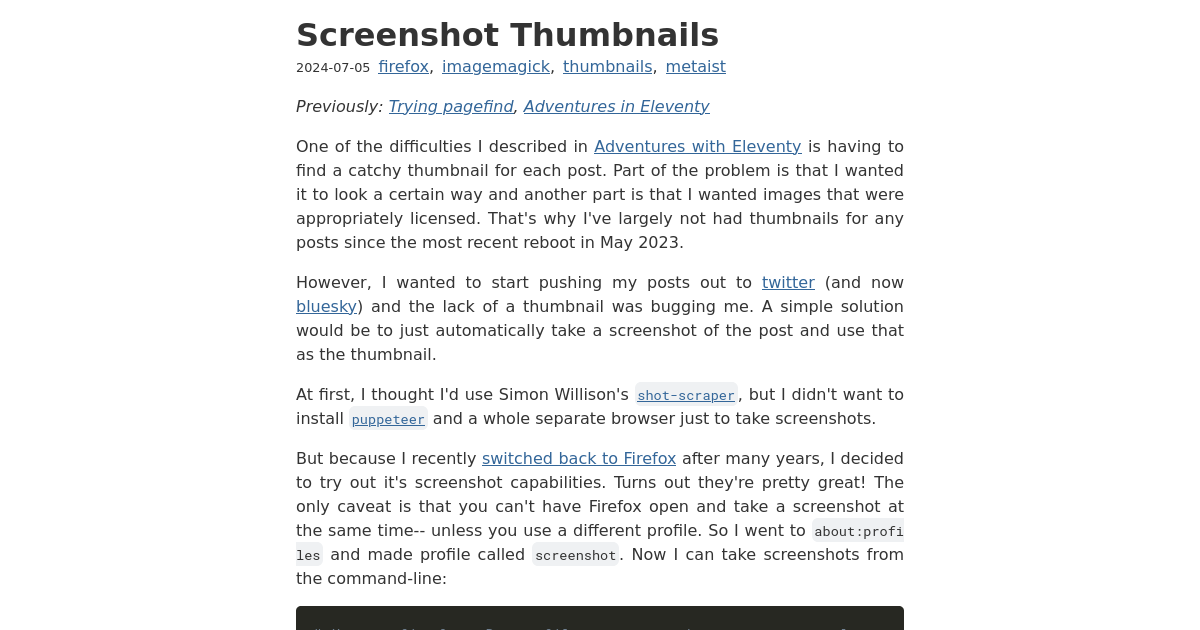 Screenshot Thumbnails
2024-07-05 firefox, imagemagick, thumbnails, metaist
Previously: Trying pagefind, Adventures in Eleventy
One of the difficulties I described in Adventures with Eleventy is having to
find a catchy thumbnail for each post. Part of the problem is that I wanted
it to look a certain way and another part is that I wanted images that were
appropriately licensed. That's why I've largely not had thumbnails for any
posts since the most recent reboot in May 2023.
However, I wanted to start pushing my posts out to twitter (and now
bluesky) and the lack of a thumbnail was bugging me. A simple solution
would be to just automatically take a screenshot of the post and use that
as the thumbnail.
At first, I thought I'd use Simon Willison's shot-scraper, but I didn't want to
install puppeteer and a whole separate browser just to take screenshots.
But because I recently switched back to Firefox after many years, I decided
to try out it's screenshot capabilities. Turns out they're pretty great! The
only caveat is that you can't have Firefox open and take a screenshot at
the same time-- unless you use a different profile. So I went to about:profi
les and made profile called screenshot. Now I can take screenshots from
the command-line: